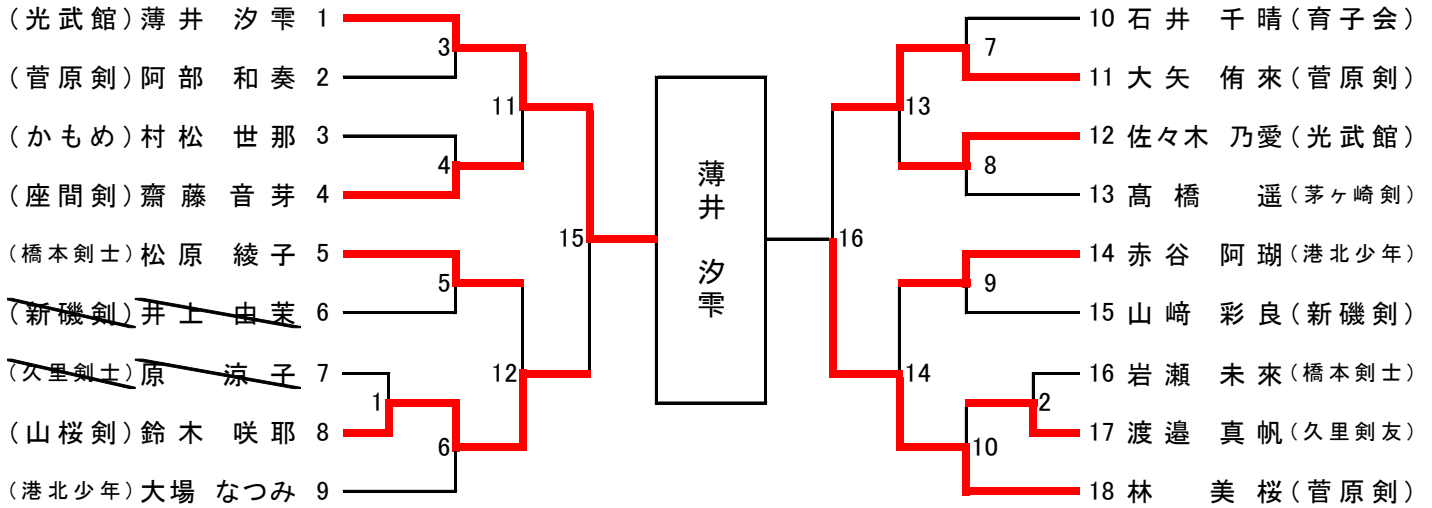 (光武館) 薄井 汐雫 1
(菅原剣) 阿部 和奏 2
(かもめ) 村松 世那 3
(座間剣) 齋藤 音芽 4
(橋本剣士) 松原 綾子 5
(新磯剣) 井上 由茉 6
(久里剣士) 原 涼子 7
(山桜剣) 鈴木 咲耶 8
(港北少年) 大場 なつみ 9
3
4
5
1
6
11
12
15
薄井 汐雫
16
13
14
7
8
9
2
10
10 石井 千晴 (育子会)
11 大矢 侑來 (菅原剣)
12 佐々木 乃愛 (光武館)
13 髙橋 遥 (茅ヶ崎剣)
14 赤谷 阿瑚 (港北少年)
15 山﨑 彩良 (新磯剣)
16 岩瀬 未來 (橋本剣士)
17 渡邉 真帆 (久里剣友)
18 林 美桜 (菅原剣)